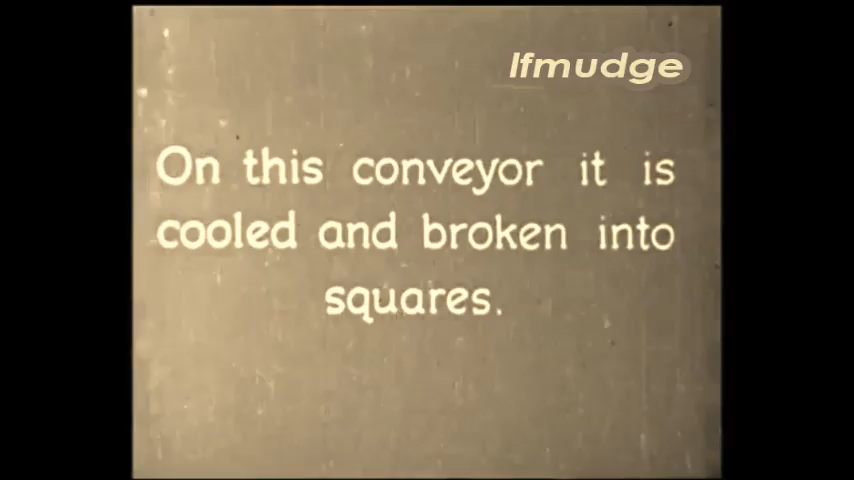 lfmudge
On this conveyor it is
cooled and broken into
squares.